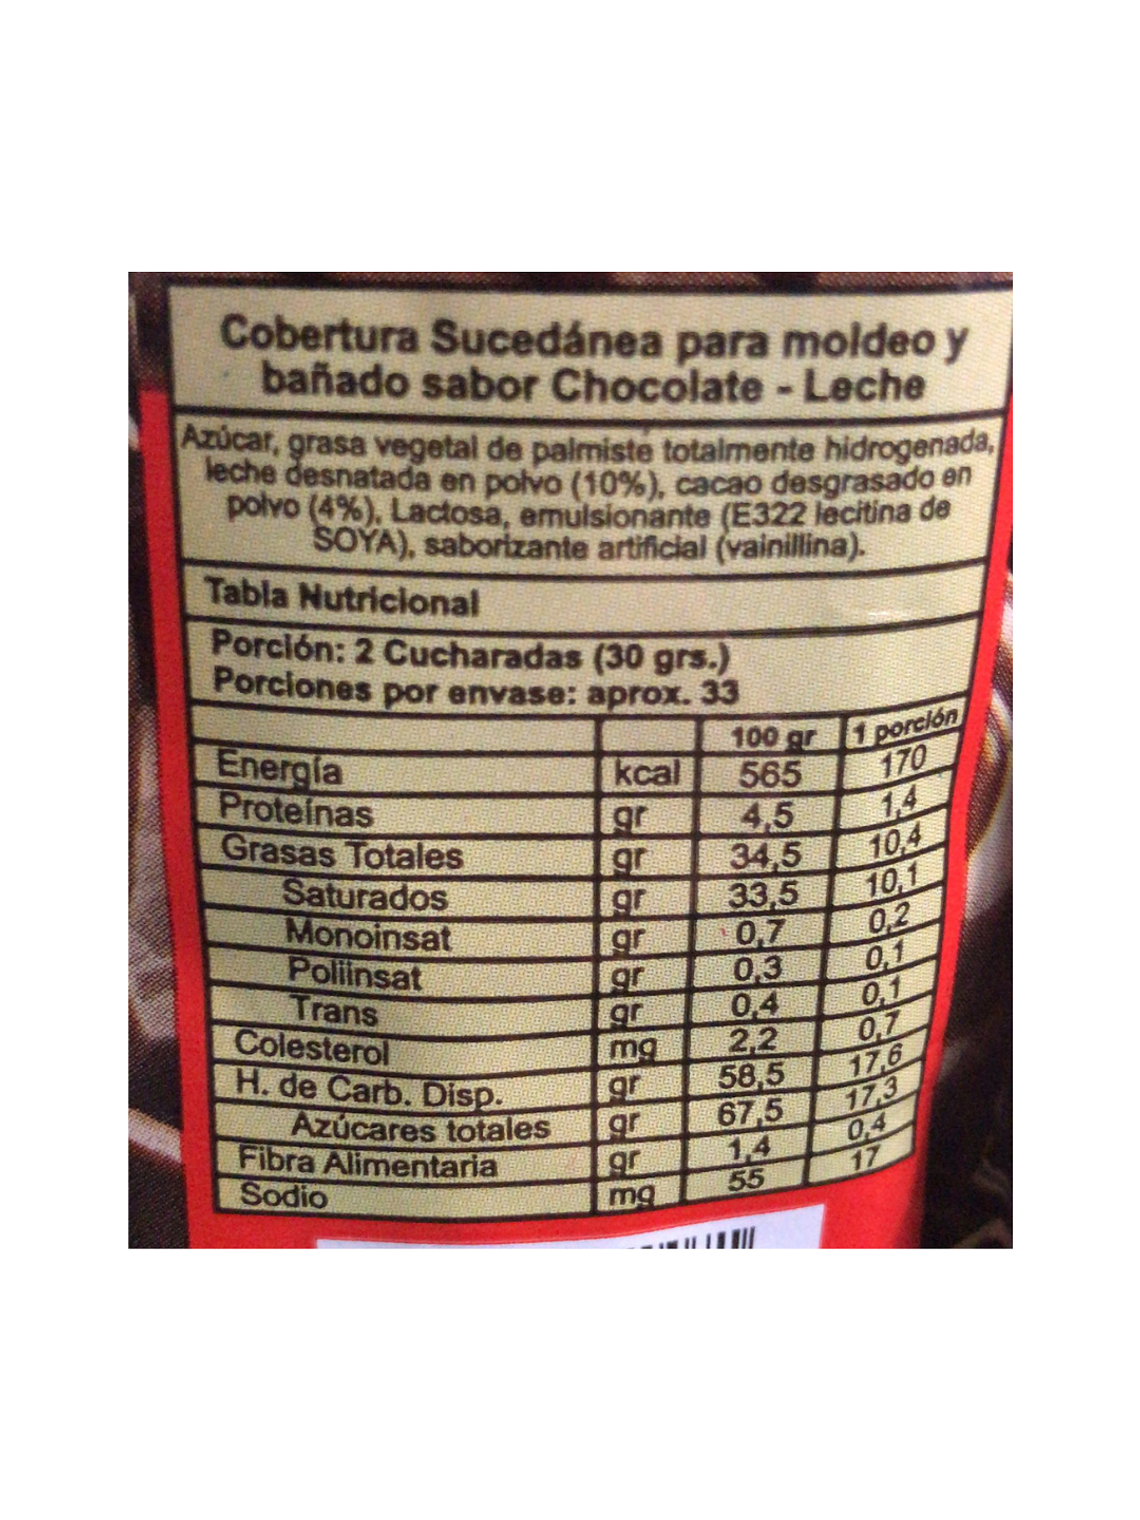 Cobertura Sucedánea para moldeo y
bañado sabor Chocolate - Leche
Azúcar, grasa vegetal de palmiste totalmente hidrogenada,
leche desnatada en polvo (10%), cacao desgrasado en
polvo (4%), Lactosa, emulsionante (E322 lecitina de
SOYA), saborizante artificial (vainillina).
Tabla Nutricional
Porción: 2 Cucharadas (30 grs.)
Porciones por envase: aprox. 33
100 gr 1 porción
Energía kcal 565 170
Proteínas gr 4,5 1,4
Grasas Totales gr 34,5 10,4
Saturados gr 33,5 10,1
Monoinsat gr 0,7 0,2
Poliinsat gr 0,3 0,1
Trans gr 0,4 0,1
Colesterol mg 2,2 0,7
H. de Carb. Disp. gr 58,5 17,6
Azúcares totales gr 67,5 17,3
Fibra Alimentaria gr 1,4 0,4
Sodio mg 55 17